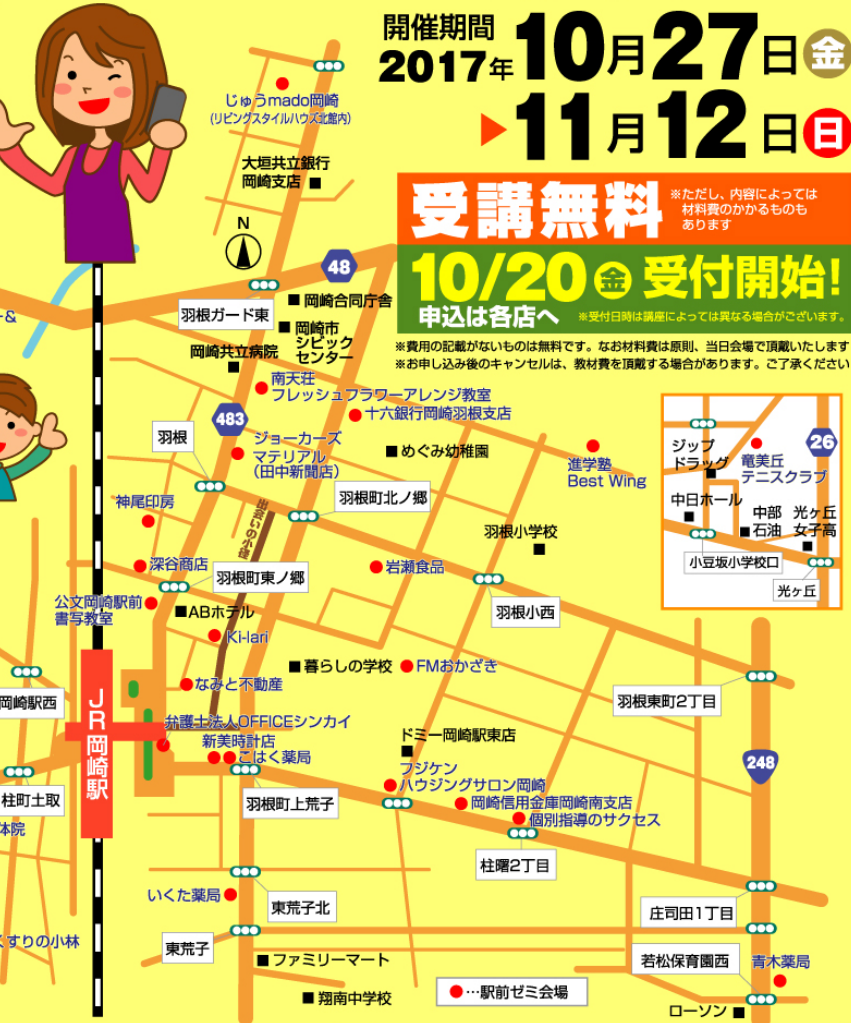 開催期間
2017年10月27日金
11月12日日
受講無料
※ただし、内容によっては
材料費のかかるものも
あります
10/20金受付開始!
申込は各店へ
※受付日時は講座によっては異なる場合がございます。
※費用の記載がないものは無料です。なお材料費は原則、当日会場で頂戴いたします
※お申し込み後のキャンセルは、教材費を頂戴する場合があります。ご了承ください
じゅうmado岡崎
(リビングスタイルハウズ北館内)
大垣共立銀行
岡崎支店
N
48
羽根ガード東
岡崎合同庁舎
岡崎市
シビック
センター
岡崎共立病院
南天荘
フレッシュフラワーアレンジ教室
十六銀行岡崎羽根支店
483
羽根
ジョーカーズ
マテリアル
(田中新聞店)
めぐみ幼稚園
進学塾
Best Wing
ジップ
ドラッグ
竜美丘
テニスクラブ
26
中日ホール
中部
石油
光ヶ丘
女子高
小豆坂小学校口
光ヶ丘
羽根町北ノ郷
出会いの小径
神尾印房
羽根小学校
深谷商店
羽根町東ノ郷
岩瀬食品
公文岡崎駅前
書写教室
ABホテル
羽根小西
Ki-lari
暮らしの学校
FMおかざき
なみと不動産
岡崎駅西
JR岡崎駅
羽根東町2丁目
弁護士法人OFFICEシンカイ
新美時計店
こはく薬局
ドミー岡崎駅東店
フジケン
ハウジングサロン岡崎
248
柱町土取
羽根町上荒子
岡崎信用金庫岡崎南支店
個別指導のサクセス
体院
柱曙2丁目
いくた薬局
東荒子北
庄司田1丁目
くすりの小林
東荒子
ファミリーマート
若松保育園西
青木薬局
翔南中学校
…駅前ゼミ会場
ローソン
&